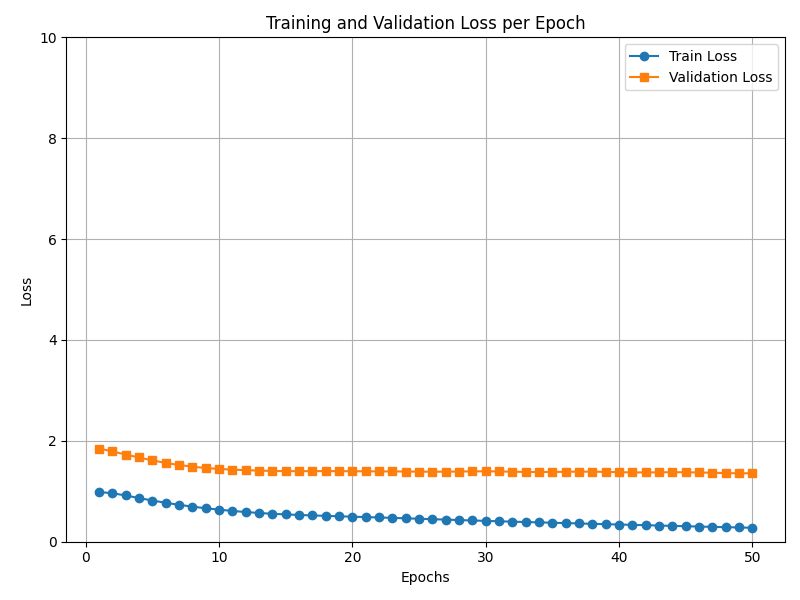 Training and Validation Loss per Epoch
Train Loss
Validation Loss
Loss
10
8
6
4
2
0
0 10 20 30 40 50
Epochs